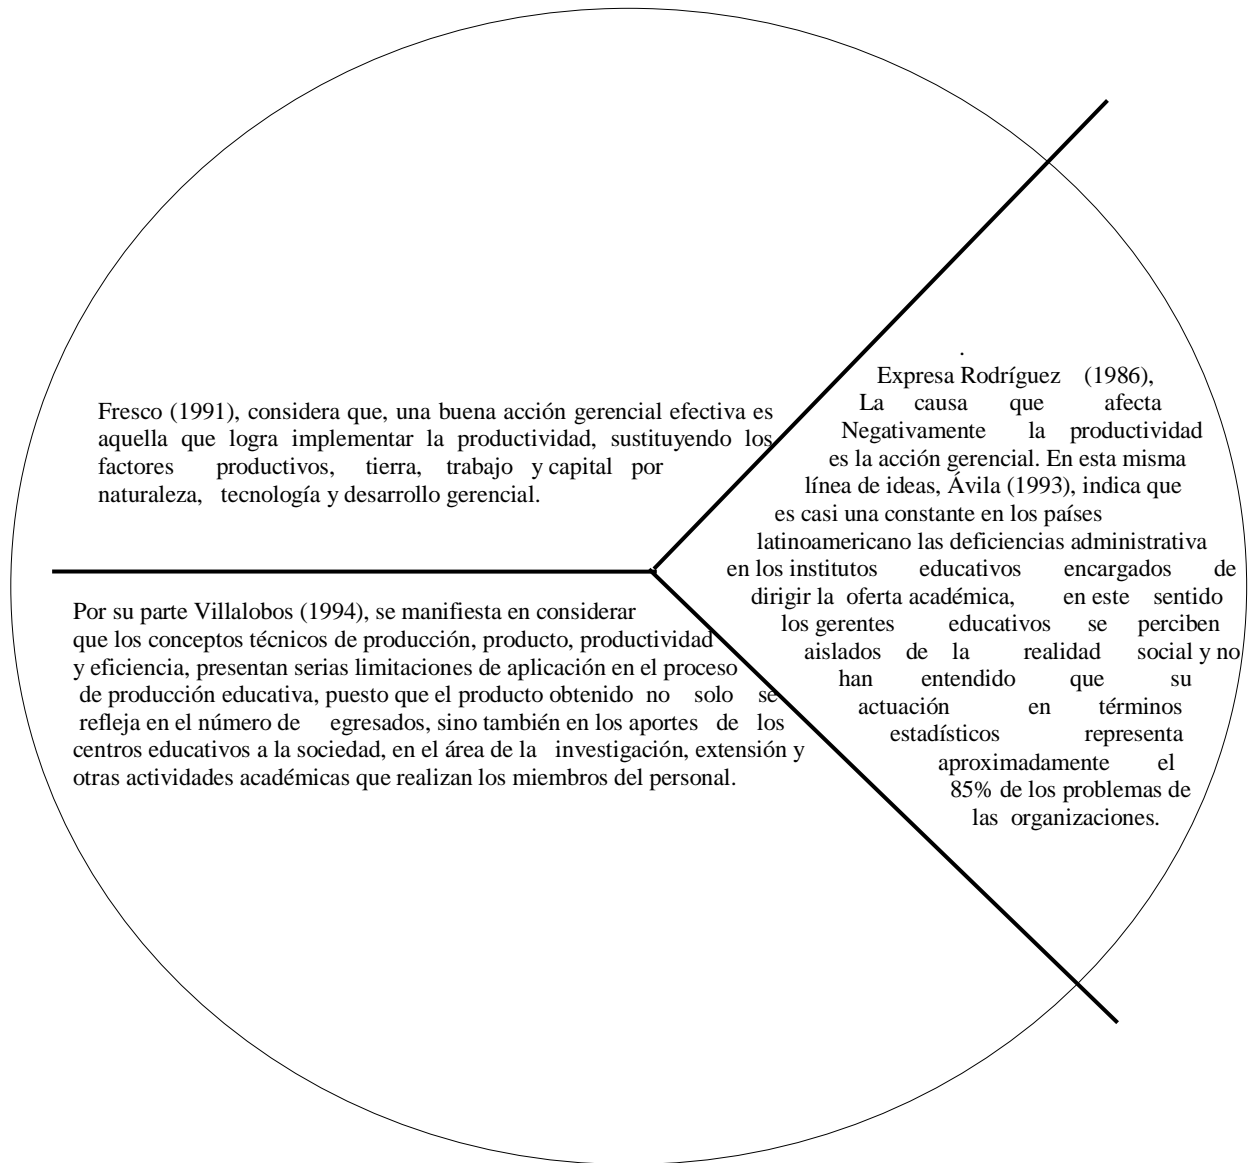 Fresco (1991), considera que, una buena acción gerencial efectiva es
aquella que logra implementar la productividad, sustituyendo los
factores productivos, tierra, trabajo y capital por
naturaleza, tecnología y desarrollo gerencial.
Por su parte Villalobos (1994), se manifiesta en considerar
que los conceptos técnicos de producción, producto, productividad
y eficiencia, presentan serias limitaciones de aplicación en el proceso
de producción educativa, puesto que el producto obtenido no solo se
refleja en el número de egresados, sino también en los aportes de los
centros educativos a la sociedad, en el área de la investigación, extensión y
otras actividades académicas que realizan los miembros del personal.
.
Expresa Rodríguez (1986),
La causa que afecta
Negativamente la productividad
es la acción gerencial. En esta misma
línea de ideas, Ávila (1993), indica que
es casi una constante en los países
latinoamericano las deficiencias administrativa
en los institutos educativos encargados de
dirigir la oferta académica, en este sentido
los gerentes educativos se perciben
aislados de la realidad social y no
han entendido que su
actuación en términos
estadísticos representa
aproximadamente el
85% de los problemas de
las organizaciones.